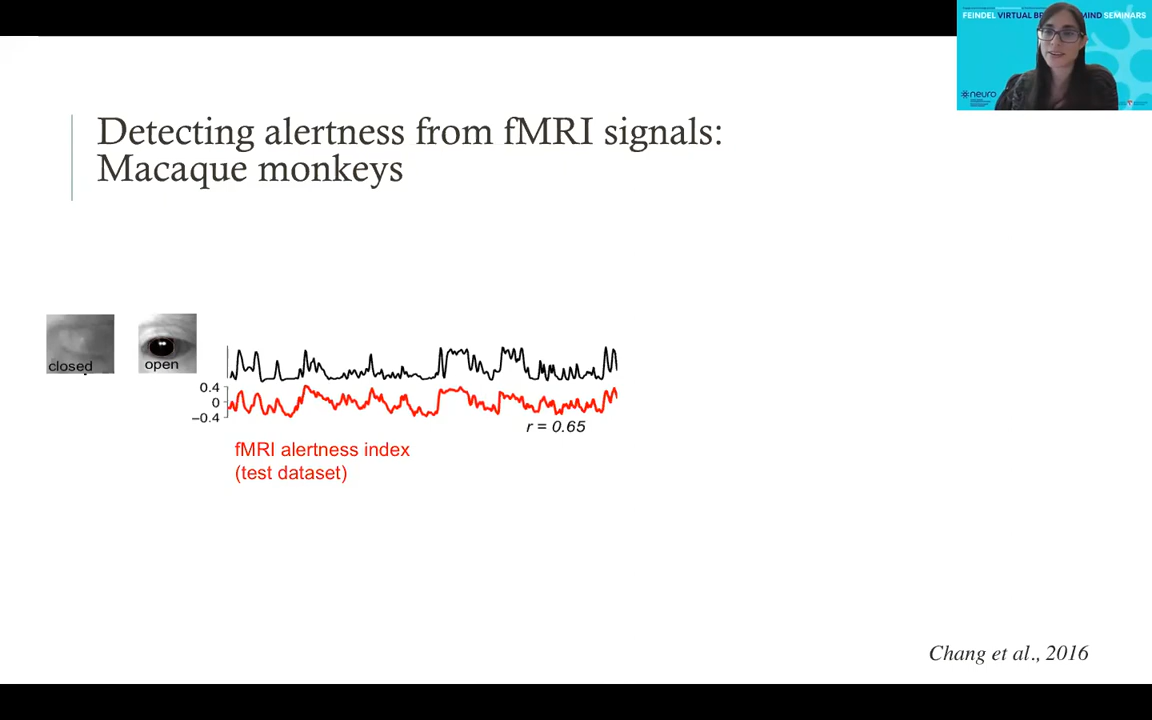 FEINDEL VIRTUAL BR MIND SEMINARS
neuro
Detecting alertness from fMRI signals:
Macaque monkeys
closed
open
0.4
0
–0.4
r = 0.65
fMRI alertness index
(test dataset)
Chang et al., 2016